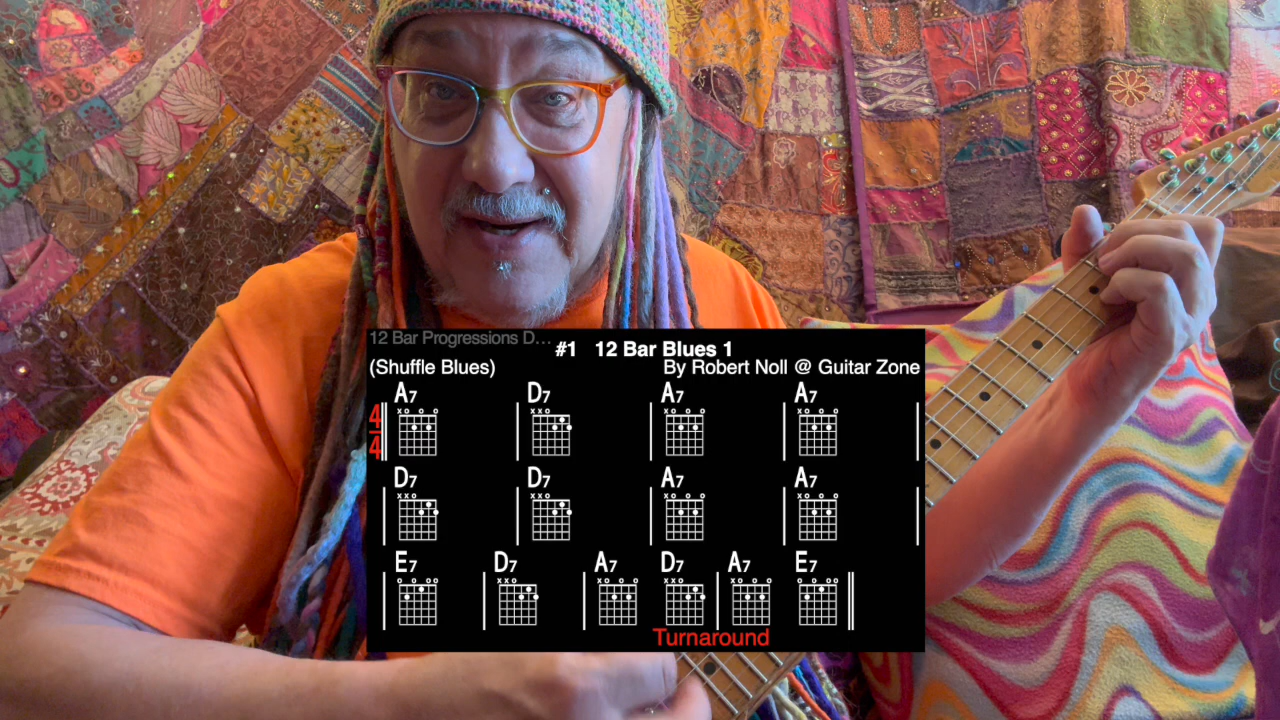 12 Bar Progressions D…
#1 12 Bar Blues 1
(Shuffle Blues) By Robert Noll @ Guitar Zone
A7 D7 A7 A7
4
4
D7 D7 A7 A7
E7 D7 A7 D7 A7 E7
Turnaround